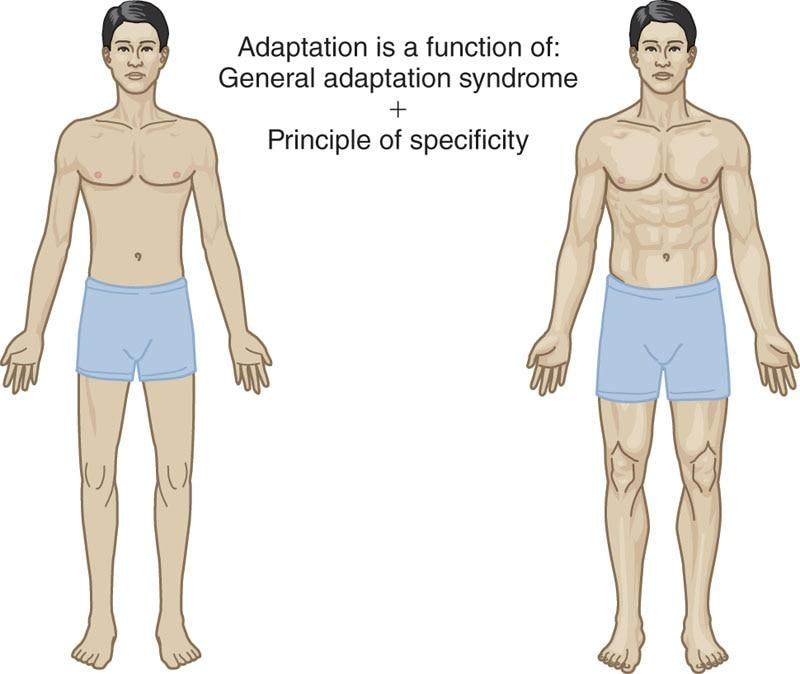 Adaptation is a function of:
General adaptation syndrome
+
Principle of specificity